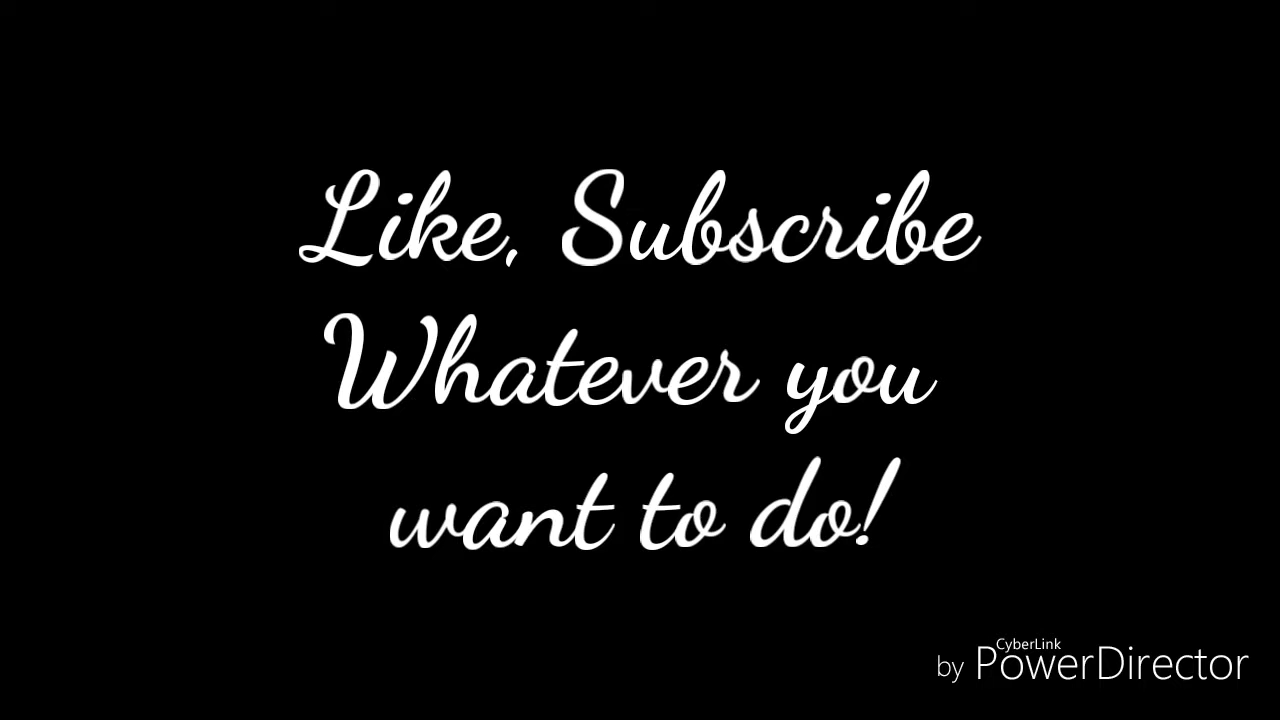 Like, Subscribe
Whatever you
want to do!
CyberLink
by PowerDirector